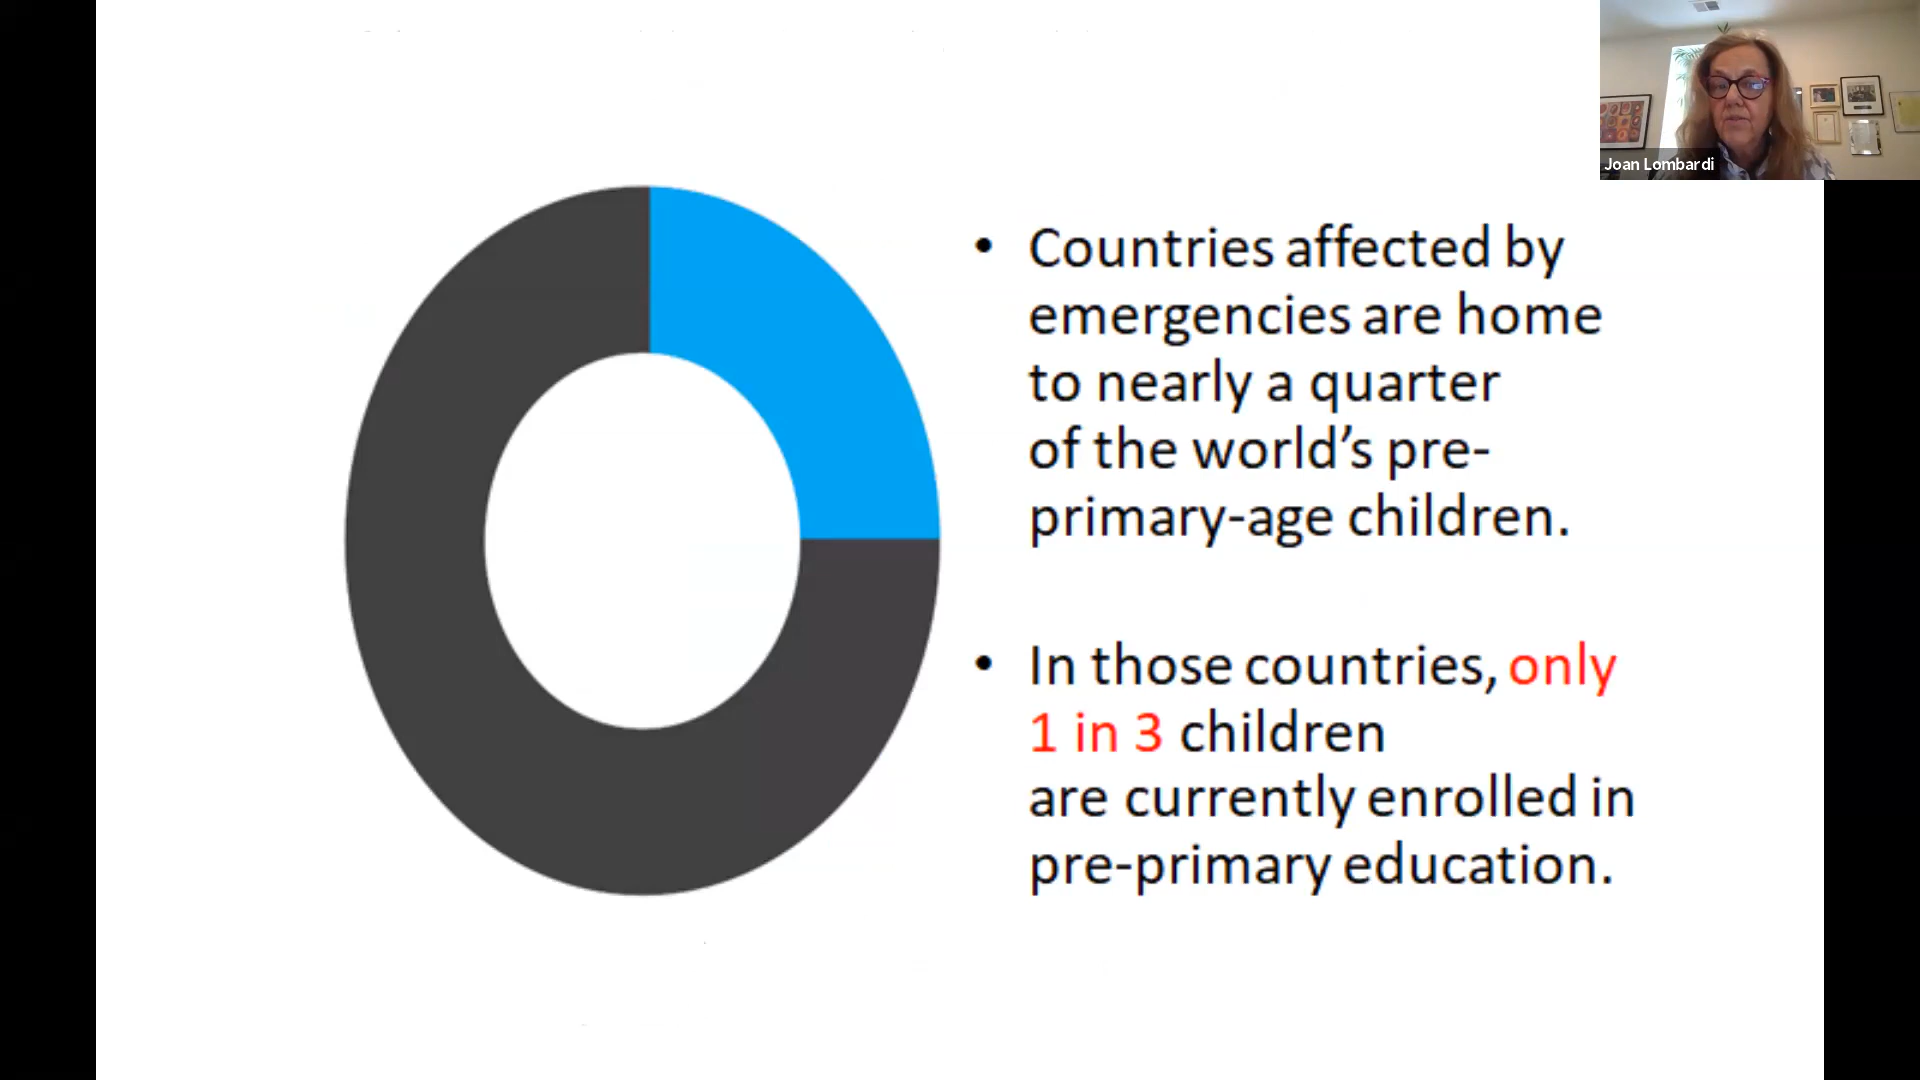 Joan Lombardi
• Countries affected by
emergencies are home
to nearly a quarter
of the world’s pre-
primary-age children.
• In those countries, only
1 in 3 children
are currently enrolled in
pre-primary education.